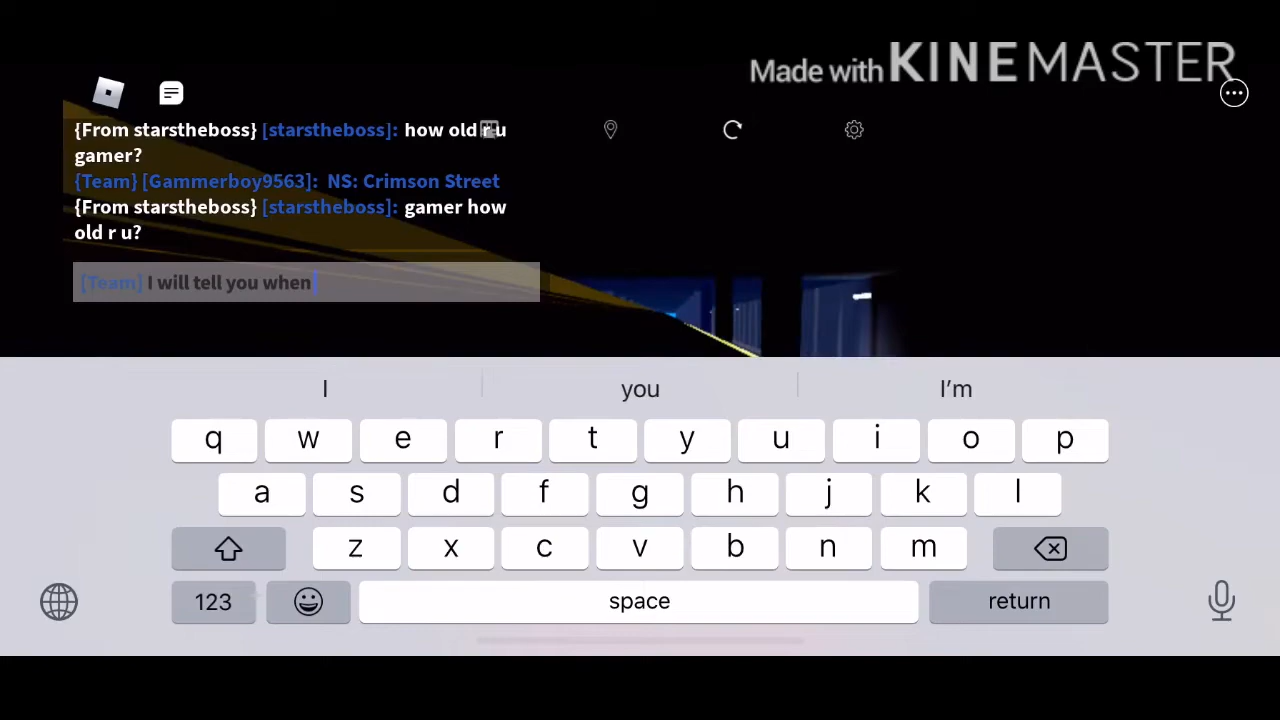 Made with KINEMASTER
{From starstheboss} [starstheboss]: how old r u
gamer?
{Team} [Gammerboy9563]: NS: Crimson Street
{From starstheboss} [starstheboss]: gamer how
old r u?
[Team] I will tell you when
I you I'm
q w e r t y u i o p
a s d f g h j k l
z x c v b n m
123 space return